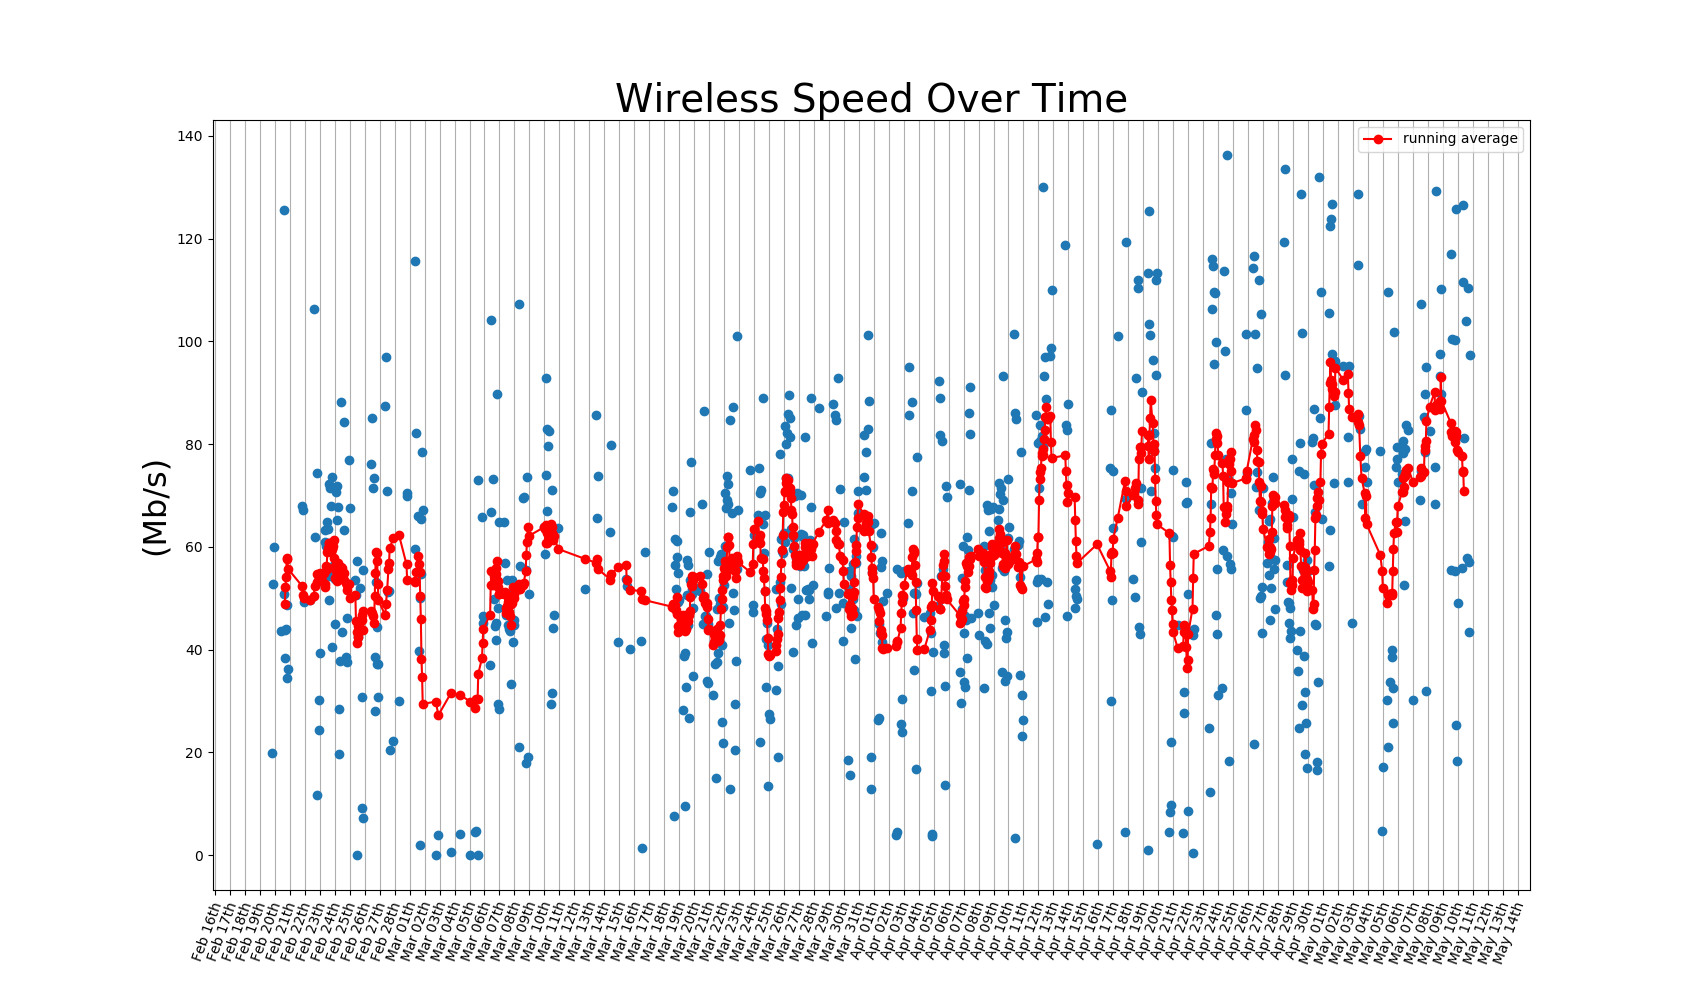 Wireless Speed Over Time
running average
(Mb/s)
140
120
100
80
60
40
20
0
Feb 16th
Feb 17th
Feb 18th
Feb 19th
Feb 20th
Feb 21th
Feb 22th
Feb 23th
Feb 24th
Feb 25th
Feb 26th
Feb 27th
Feb 28th
Mar 01th
Mar 02th
Mar 03th
Mar 04th
Mar 05th
Mar 06th
Mar 07th
Mar 08th
Mar 09th
Mar 10th
Mar 11th
Mar 12th
Mar 13th
Mar 14th
Mar 15th
Mar 16th
Mar 17th
Mar 18th
Mar 19th
Mar 20th
Mar 21th
Mar 22th
Mar 23th
Mar 24th
Mar 25th
Mar 26th
Mar 27th
Mar 28th
Mar 29th
Mar 30th
Mar 31th
Apr 01th
Apr 02th
Apr 03th
Apr 04th
Apr 05th
Apr 06th
Apr 07th
Apr 08th
Apr 09th
Apr 10th
Apr 11th
Apr 12th
Apr 13th
Apr 14th
Apr 15th
Apr 16th
Apr 17th
Apr 18th
Apr 19th
Apr 20th
Apr 21th
Apr 22th
Apr 23th
Apr 24th
Apr 25th
Apr 26th
Apr 27th
Apr 28th
Apr 29th
Apr 30th
May 01th
May 02th
May 03th
May 04th
May 05th
May 06th
May 07th
May 08th
May 09th
May 10th
May 11th
May 12th
May 13th
May 14th